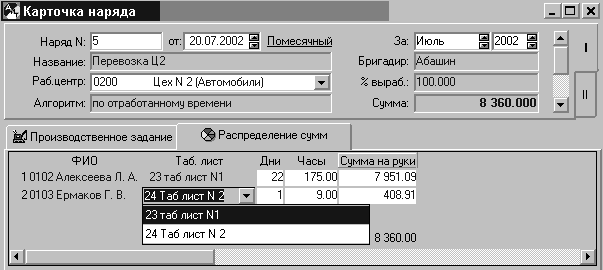 Карточка наряда
Наряд N: 5 от: 20.07.2002 Помесячный За: Июль 2002 I
Название: Перевозка Ц2 Бригадир: Абашин
Раб.центр: 0200 Цех N 2 (Автомобили) % выраб.: 100.000 II
Алгоритм: по отработанному времени Сумма: 8 360.000
Производственное задание Распределение сумм
ФИО Таб. лист Дни Часы Сумма на руки
1 0102 Алексеева Л. А. 23 таб лист N1 22 175.00 7 951.09
2 0103 Ермаков Г. В. 24 Таб лист N 2 1 9.00 408.91
23 таб лист N1
24 Таб лист N 2 8 360.00